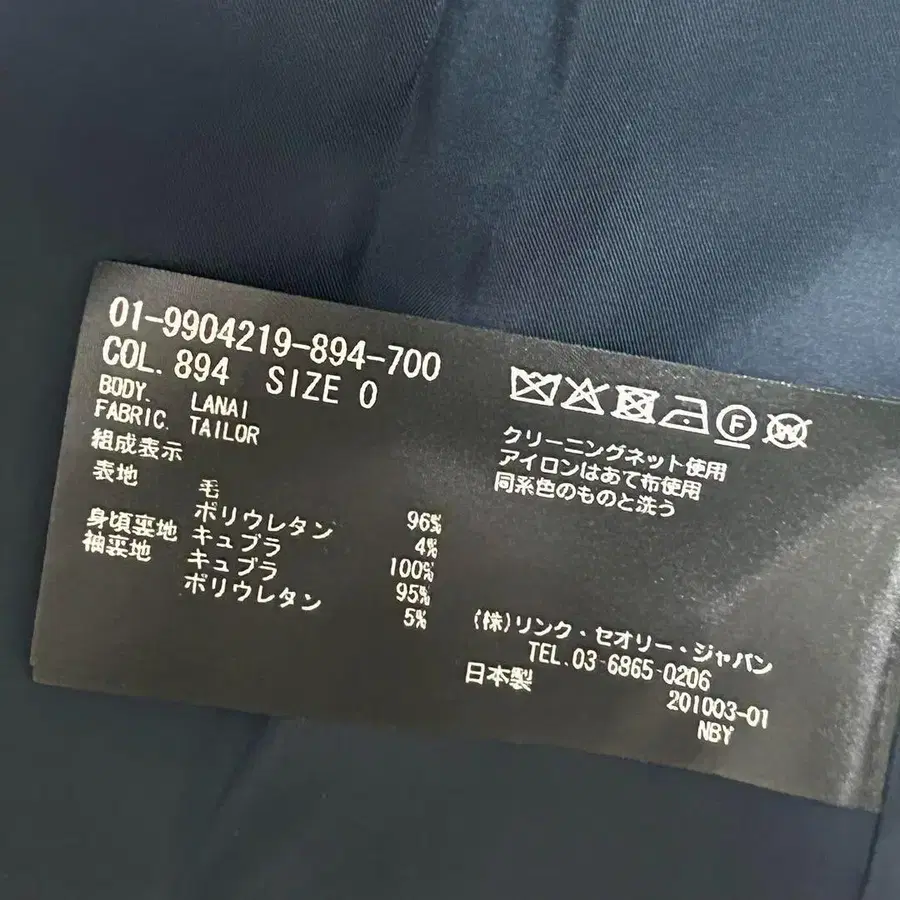 01-9904219-894-700
COL. 894 SIZE 0
BODY. LANAI
FABRIC. TAILOR
組成表示
表地 毛 96%
ポリウレタン 4%
身頃裏地 キュプラ 100%
袖裏地 キュプラ 95%
ポリウレタン 5%
クリーニングネット使用
アイロンはあて布使用
同系色のものと洗う
(株)リンク・セオリー・ジャパン
TEL.03-6865-0206
日本製
201003-01
NBY